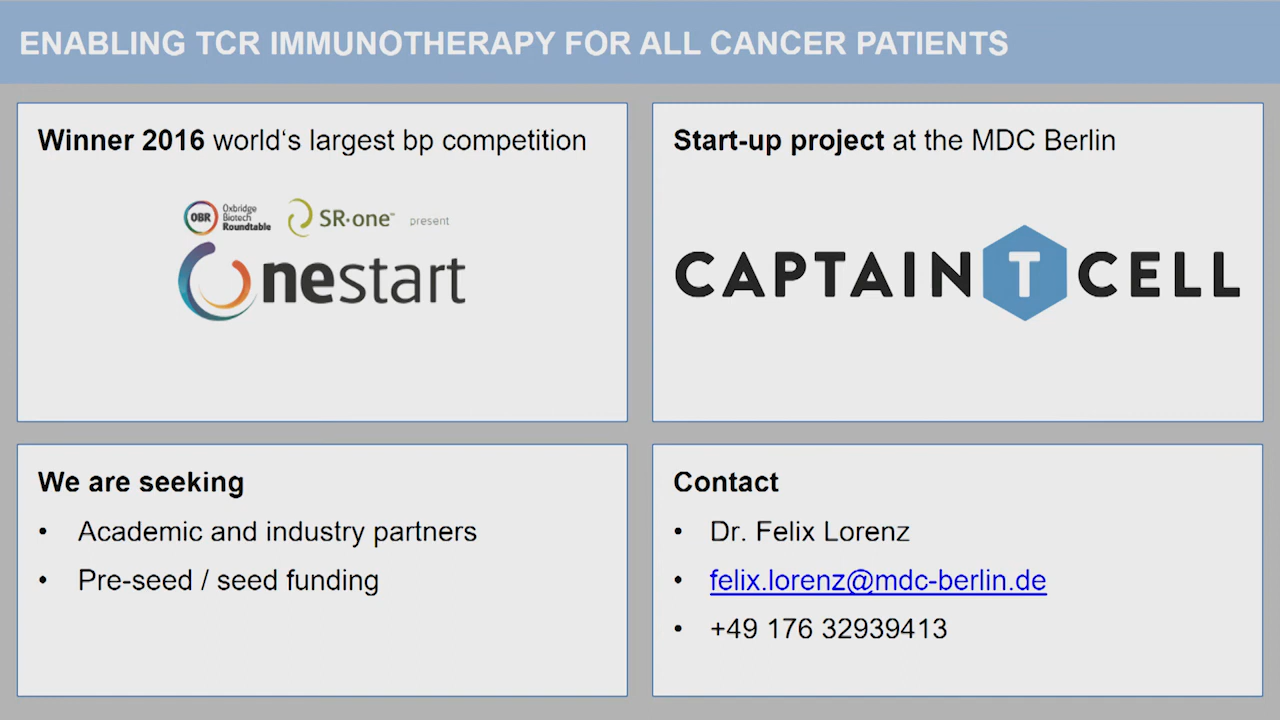 ENABLING TCR IMMUNOTHERAPY FOR ALL CANCER PATIENTS
Winner 2016 world‘s largest bp competition
OBR Oxbridge Biotech Roundtable SR·one™ present
Onestart
Start-up project at the MDC Berlin
CAPTAIN T CELL
We are seeking
• Academic and industry partners
• Pre-seed / seed funding
Contact
• Dr. Felix Lorenz
• felix.lorenz@mdc-berlin.de
• +49 176 32939413